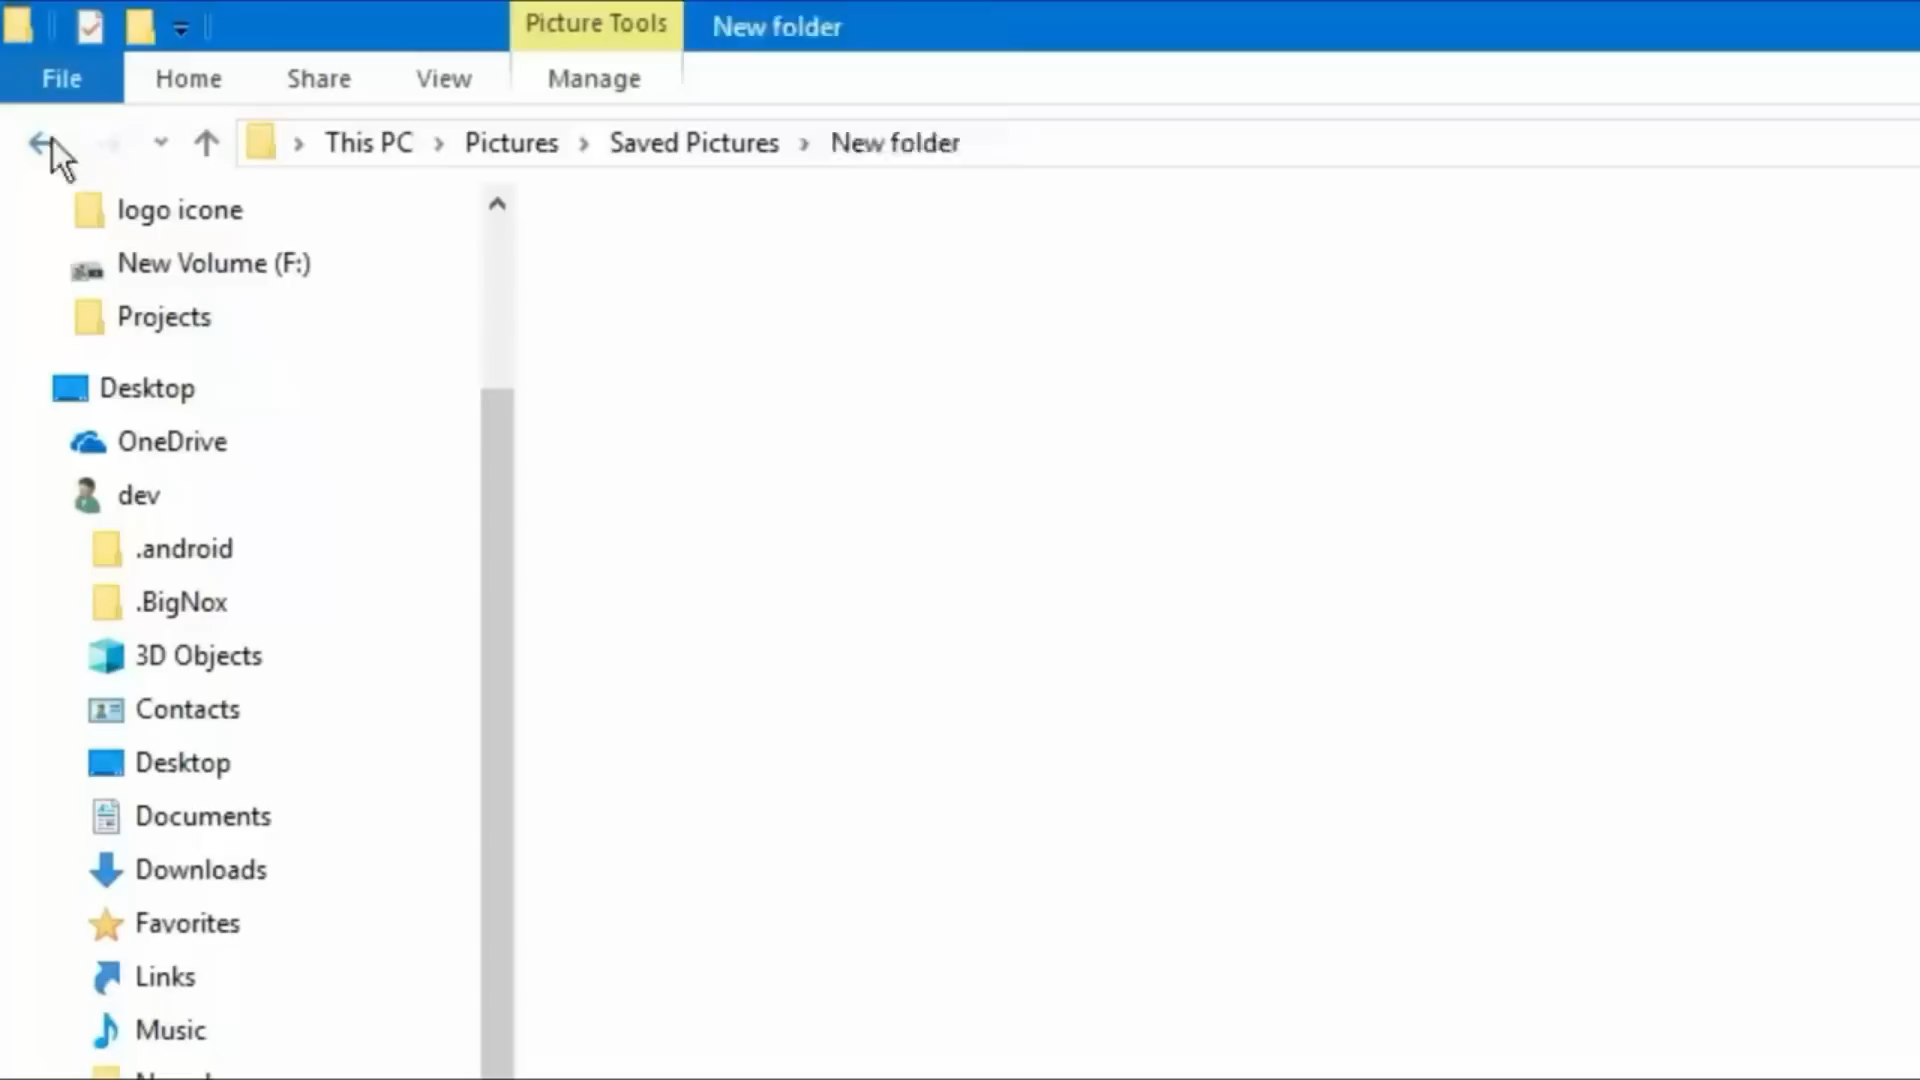 Picture Tools
New folder
File
Home
Share
View
Manage
This PC
Pictures
Saved Pictures
New folder
logo icone
New Volume (F:)
Projects
Desktop
OneDrive
dev
.android
.BigNox
3D Objects
Contacts
Desktop
Documents
Downloads
Favorites
Links
Music